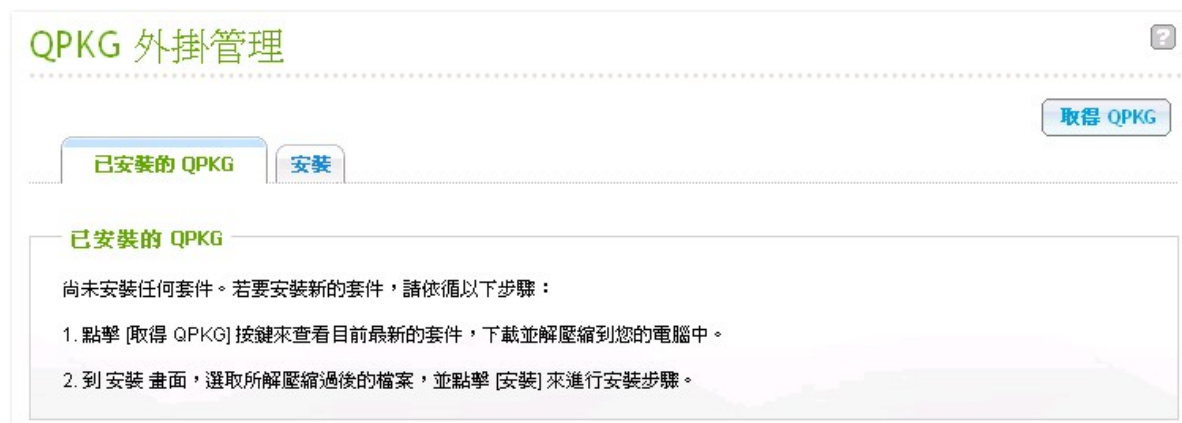 QPKG 外掛管理
?
取得 QPKG
已安裝的 QPKG
安裝
已安裝的 QPKG
尚未安裝任何套件。若要安裝新的套件，請依循以下步驟：
1. 點擊 [取得 QPKG] 按鍵來查看目前最新的套件，下載並解壓縮到您的電腦中。
2. 到 安裝 畫面，選取所解壓縮過後的檔案，並點擊 [安裝] 來進行安裝步驟。